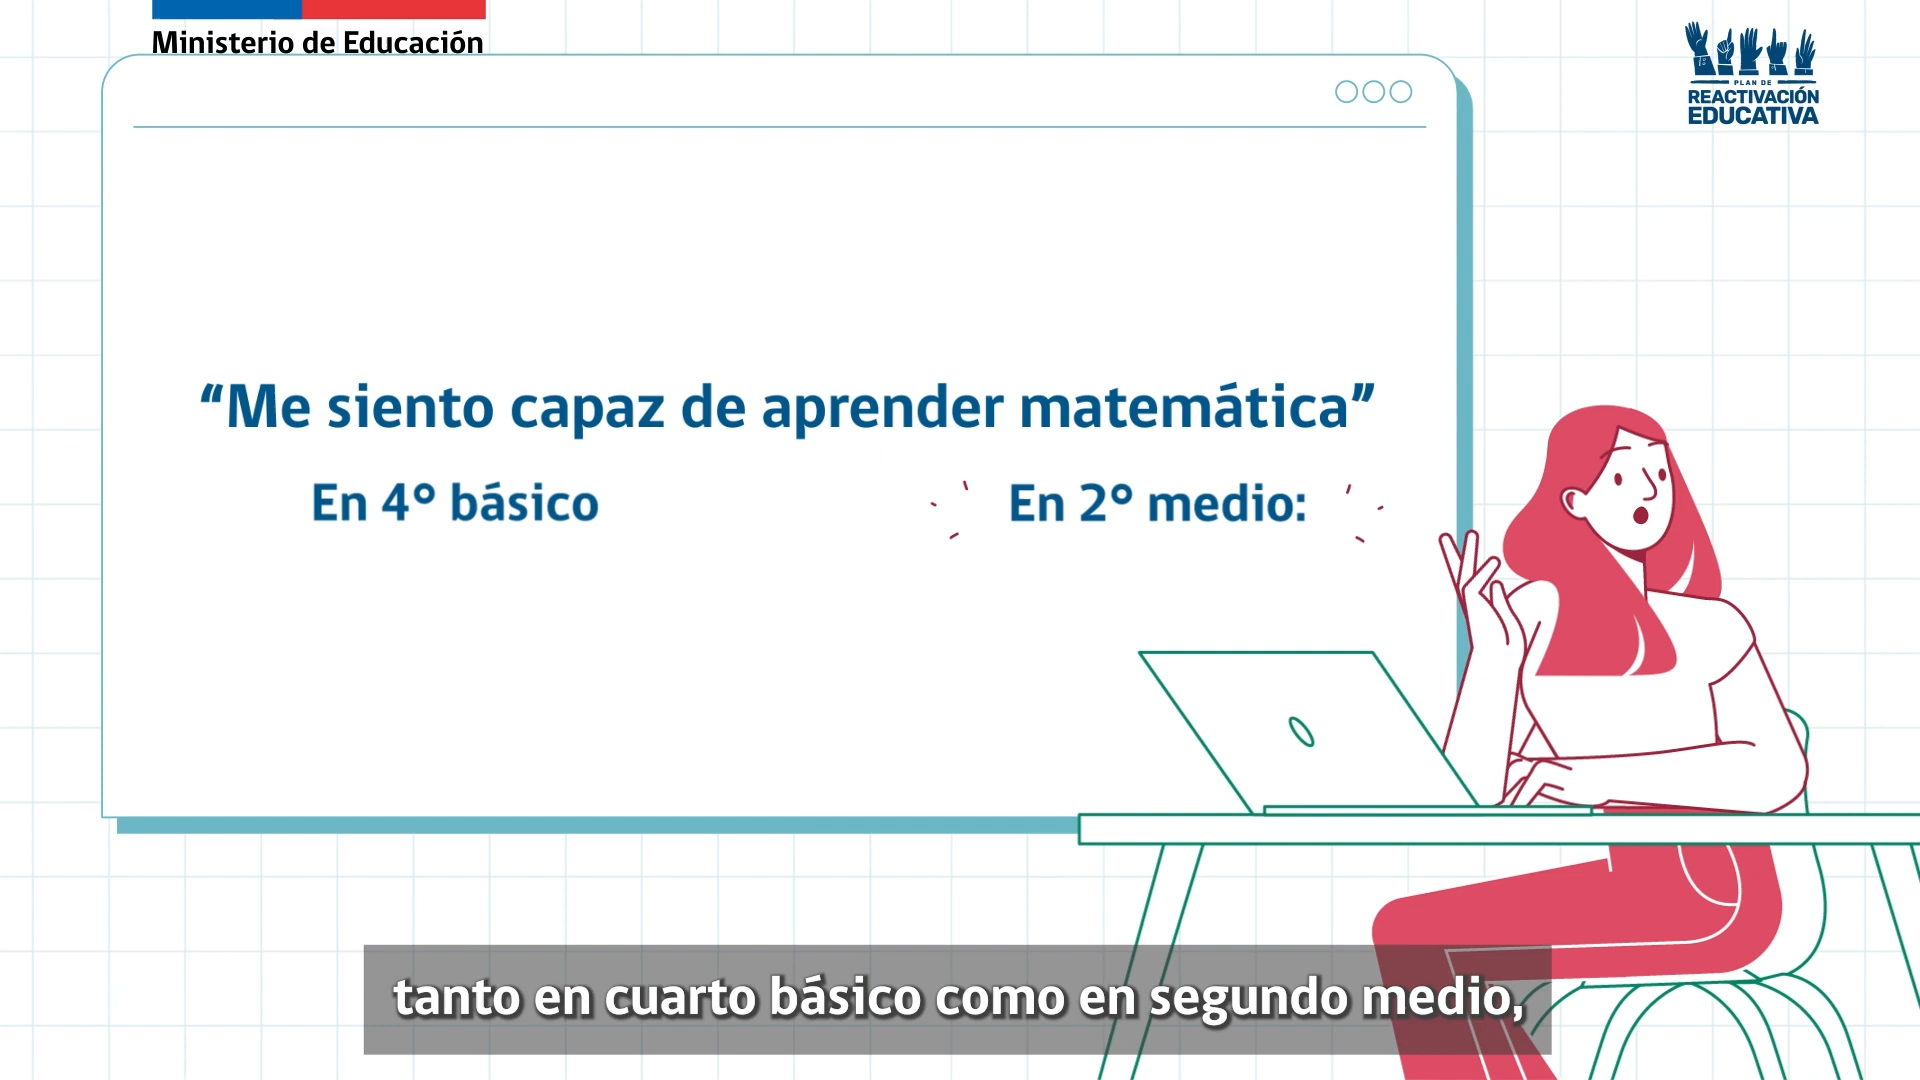 Ministerio de Educación
PLAN DE
REACTIVACIÓN
EDUCATIVA
“Me siento capaz de aprender matemática”
En 4° básico
En 2° medio:
tanto en cuarto básico como en segundo medio,